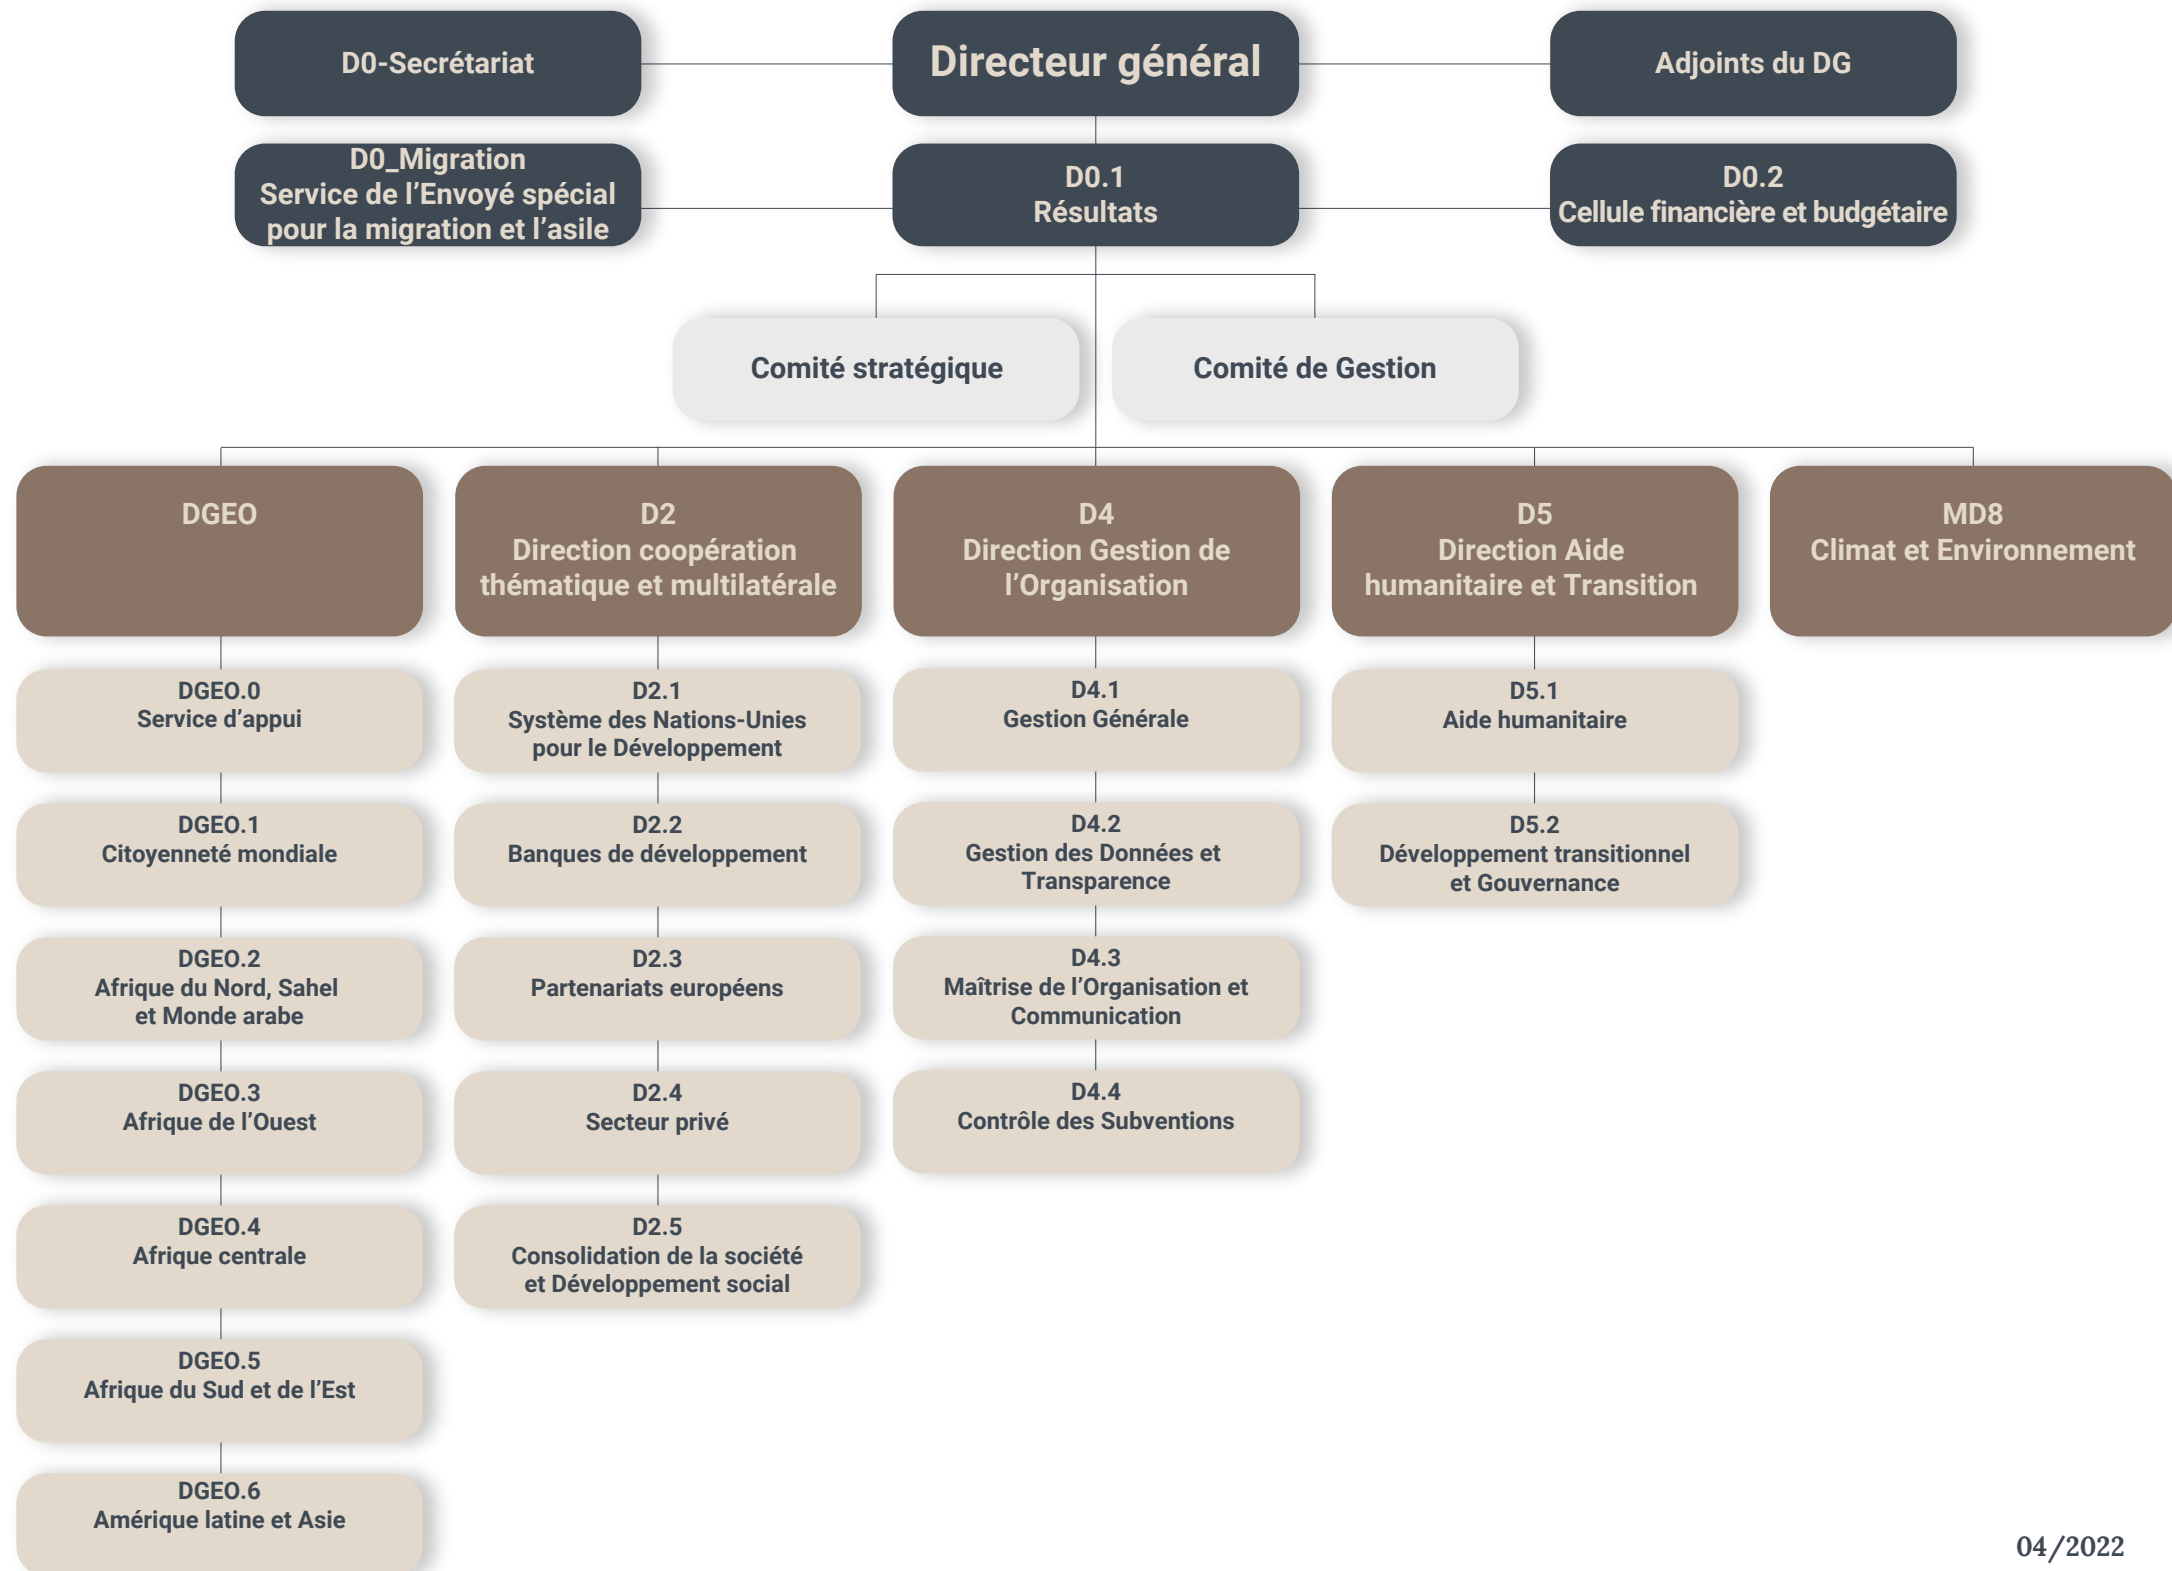 D0-Secrétariat
Directeur général
Adjoints du DG
D0_Migration
Service de l’Envoyé spécial
pour la migration et l’asile
D0.1
Résultats
D0.2
Cellule financière et budgétaire
Comité stratégique
Comité de Gestion
DGEO
D2
Direction coopération
thématique et multilatérale
D4
Direction Gestion de
l’Organisation
D5
Direction Aide
humanitaire et Transition
MD8
Climat et Environnement
DGEO.0
Service d’appui
DGEO.1
Citoyenneté mondiale
DGEO.2
Afrique du Nord, Sahel
et Monde arabe
DGEO.3
Afrique de l’Ouest
DGEO.4
Afrique centrale
DGEO.5
Afrique du Sud et de l’Est
DGEO.6
Amérique latine et Asie
D2.1
Système des Nations-Unies
pour le Développement
D2.2
Banques de développement
D2.3
Partenariats européens
D2.4
Secteur privé
D2.5
Consolidation de la société
et Développement social
D4.1
Gestion Générale
D4.2
Gestion des Données et
Transparence
D4.3
Maîtrise de l’Organisation et
Communication
D4.4
Contrôle des Subventions
D5.1
Aide humanitaire
D5.2
Développement transitionnel
et Gouvernance
04/2022